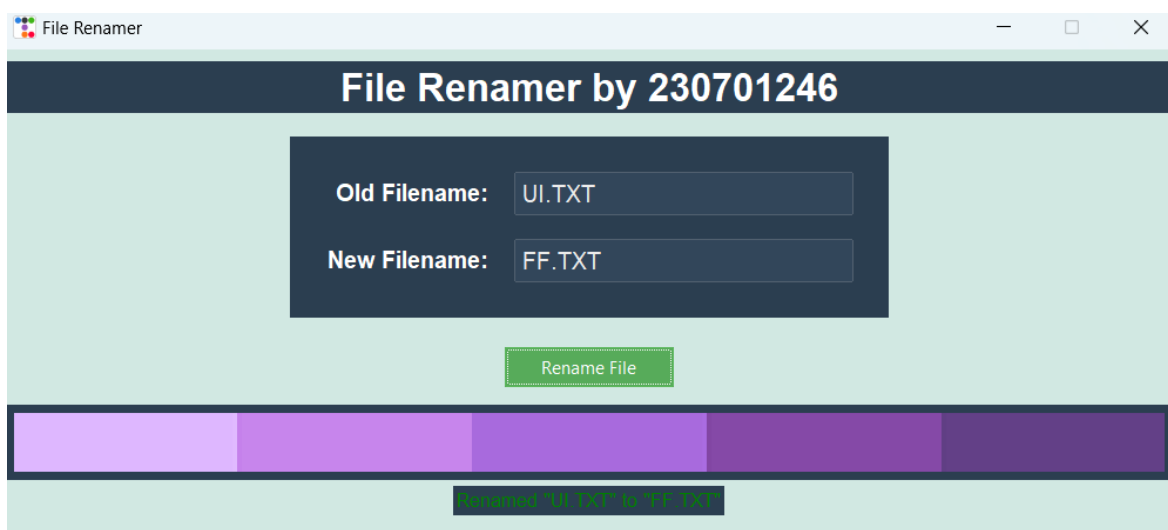 File Renamer
File Renamer by 230701246
Old Filename: UI.TXT
New Filename: FF.TXT
Rename File
Renamed "UI.TXT" to "FF.TXT"